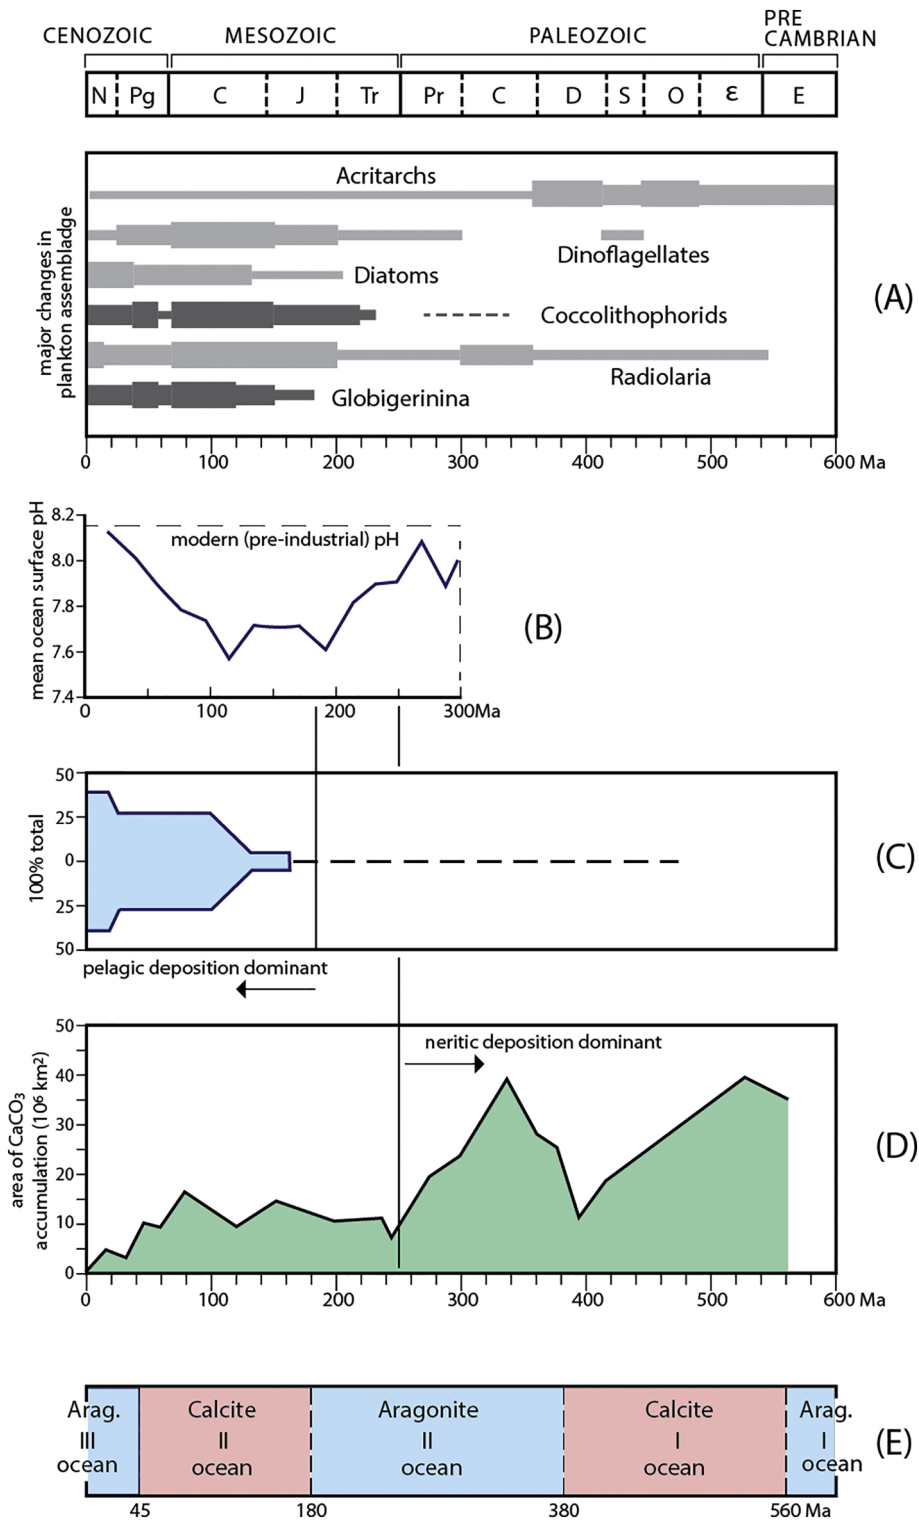 CENOZOIC MESOZOIC PALEOZOIC PRE
CAMBRIAN
N Pg C J Tr Pr C D S O Ɛ E
major changes in
plankton assembladge
Acritarchs
Dinoflagellates
Diatoms
Coccolithophorids
Radiolaria
Globigerinina
(A)
0 100 200 300 400 500 600 Ma
mean ocean surface pH
8.2
8.0
7.8
7.6
7.4
modern (pre-industrial) pH
(B)
0 100 200 300Ma
100% total
50
25
0
25
50
(C)
pelagic deposition dominant
area of CaCO₃
accumulation (10⁶ km²)
50
40
30
20
10
0
neritic deposition dominant
(D)
0 100 200 300 400 500 600 Ma
Arag. Calcite Aragonite Calcite Arag.
III II II I I
ocean ocean ocean ocean ocean
(E)
45 180 380 560 Ma